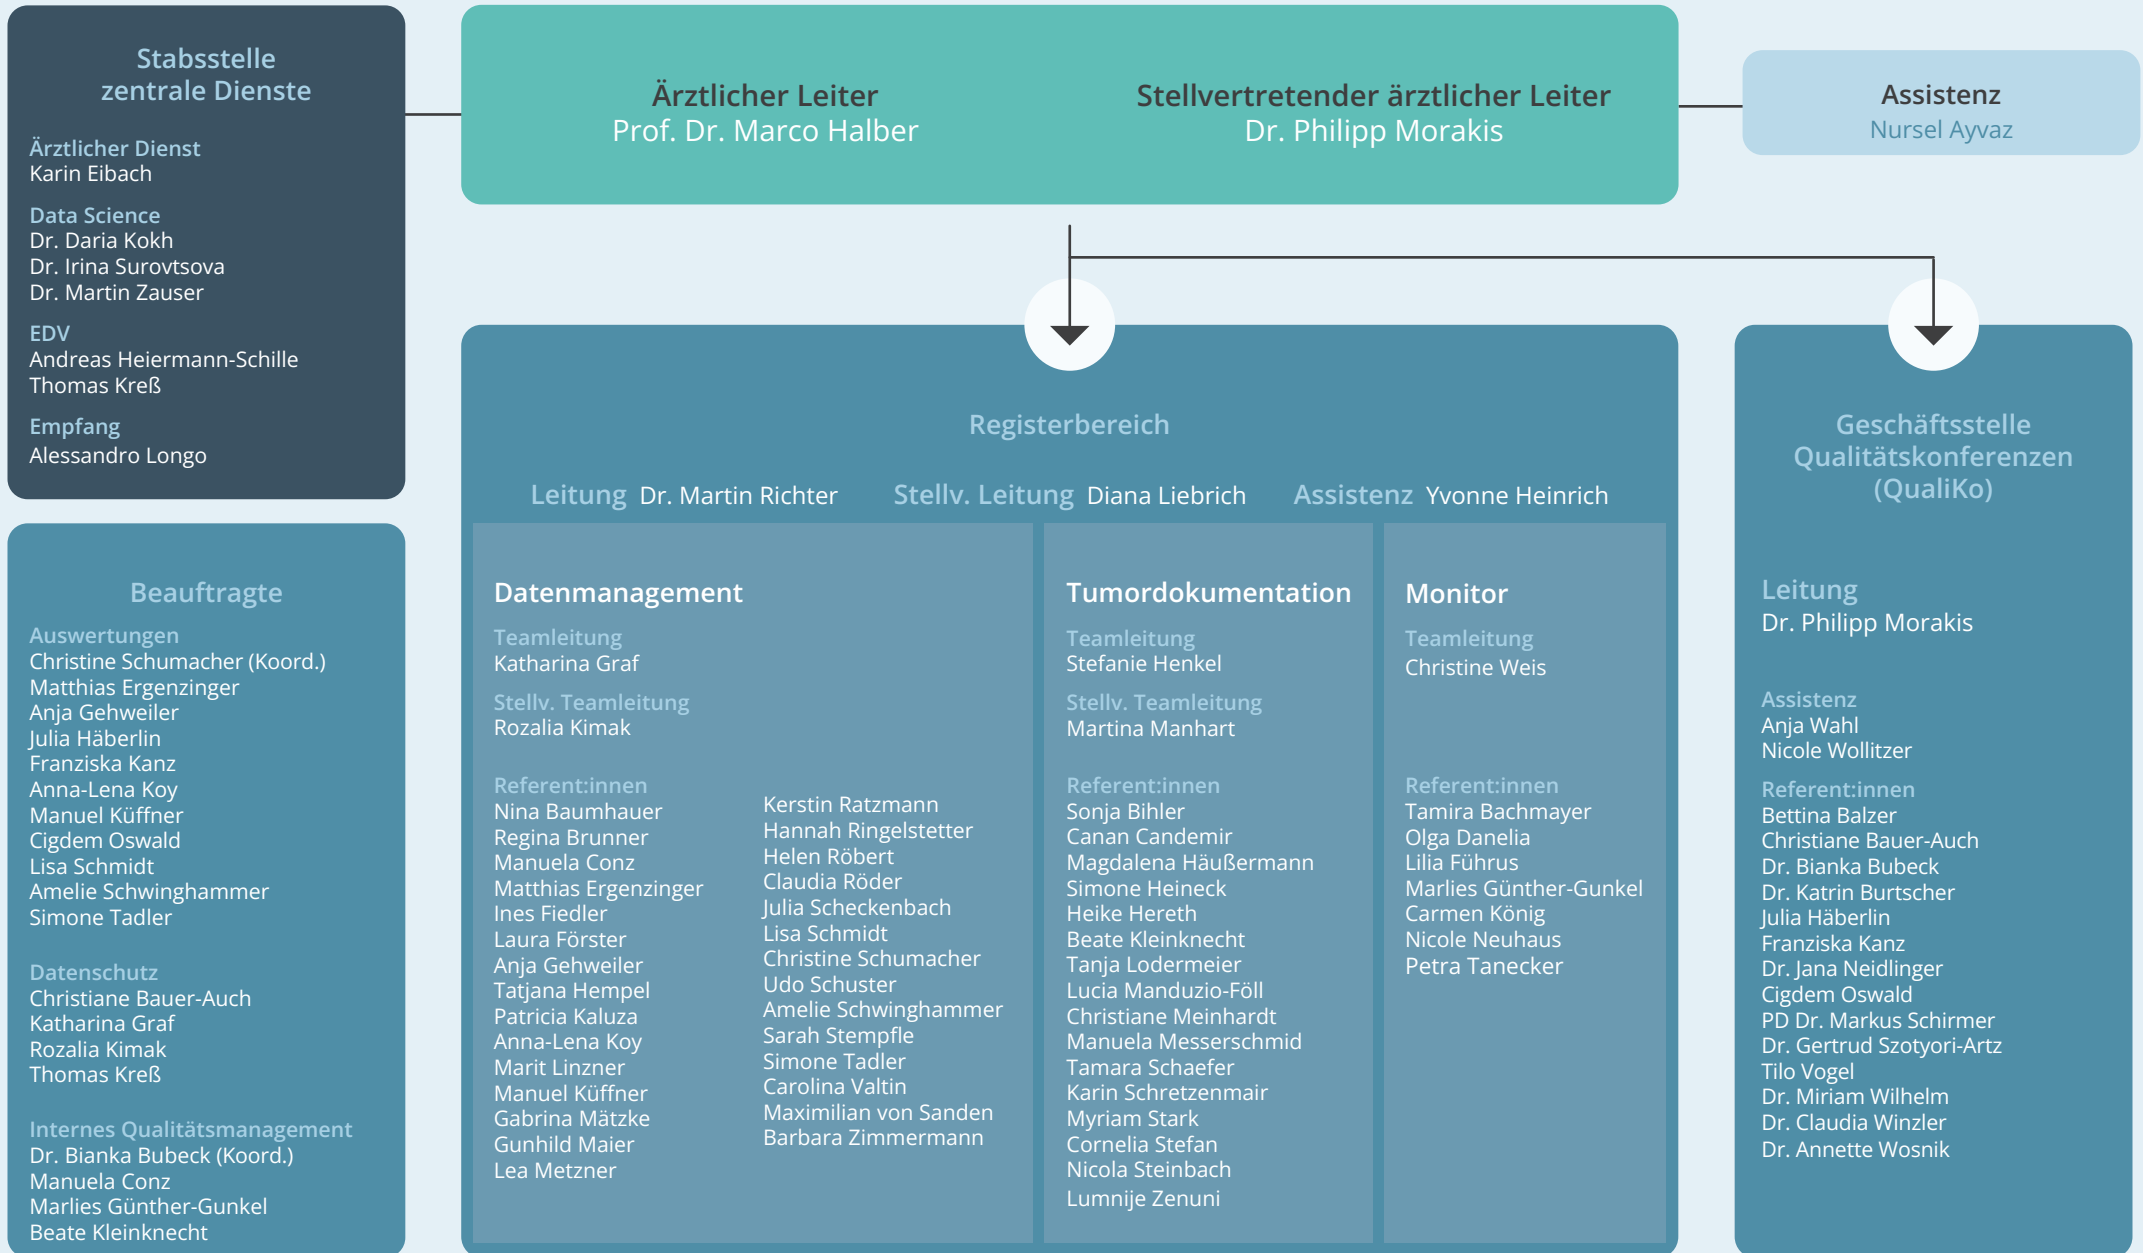 Stabsstelle
zentrale Dienste
Ärztlicher Dienst
Karin Eibach
Data Science
Dr. Daria Kokh
Dr. Irina Surovtsova
Dr. Martin Zauser
EDV
Andreas Heiermann-Schille
Thomas Kreß
Empfang
Alessandro Longo
Ärztlicher Leiter
Prof. Dr. Marco Halber
Stellvertretender ärztlicher Leiter
Dr. Philipp Morakis
Assistenz
Nursel Ayvaz
Beauftragte
Auswertungen
Christine Schumacher (Koord.)
Matthias Ergenzinger
Anja Gehweiler
Julia Häberlin
Franziska Kanz
Anna-Lena Koy
Manuel Küffner
Cigdem Oswald
Lisa Schmidt
Amelie Schwinghammer
Simone Tadler
Datenschutz
Christiane Bauer-Auch
Katharina Graf
Rozalia Kimak
Thomas Kreß
Internes Qualitätsmanagement
Dr. Bianka Bubeck (Koord.)
Manuela Conz
Marlies Günther-Gunkel
Beate Kleinknecht
Registerbereich
Leitung Dr. Martin Richter Stellv. Leitung Diana Liebrich Assistenz Yvonne Heinrich
Datenmanagement
Teamleitung
Katharina Graf
Stellv. Teamleitung
Rozalia Kimak
Referent:innen
Nina Baumhauer
Regina Brunner
Manuela Conz
Matthias Ergenzinger
Ines Fiedler
Laura Förster
Anja Gehweiler
Tatjana Hempel
Patricia Kaluza
Anna-Lena Koy
Marit Linzner
Manuel Küffner
Gabrina Mätzke
Gunhild Maier
Lea Metzner
Kerstin Ratzmann
Hannah Ringelstetter
Helen Röbert
Claudia Röder
Julia Scheckenbach
Lisa Schmidt
Christine Schumacher
Udo Schuster
Amelie Schwinghammer
Sarah Stempfle
Simone Tadler
Carolina Valtin
Maximilian von Sanden
Barbara Zimmermann
Tumordokumentation
Teamleitung
Stefanie Henkel
Stellv. Teamleitung
Martina Manhart
Referent:innen
Sonja Bihler
Canan Candemir
Magdalena Häußermann
Simone Heineck
Heike Hereth
Beate Kleinknecht
Tanja Lodermeier
Lucia Manduzio-Föll
Christiane Meinhardt
Manuela Messerschmid
Tamara Schaefer
Karin Schretzenmair
Myriam Stark
Cornelia Stefan
Nicola Steinbach
Lumnije Zenuni
Monitor
Teamleitung
Christine Weis
Referent:innen
Tamira Bachmayer
Olga Danelia
Lilia Führus
Marlies Günther-Gunkel
Carmen König
Nicole Neuhaus
Petra Tanecker
Geschäftsstelle
Qualitätskonferenzen
(QualiKo)
Leitung
Dr. Philipp Morakis
Assistenz
Anja Wahl
Nicole Wollitzer
Referent:innen
Bettina Balzer
Christiane Bauer-Auch
Dr. Bianka Bubeck
Dr. Katrin Burtscher
Julia Häberlin
Franziska Kanz
Dr. Jana Neidlinger
Cigdem Oswald
PD Dr. Markus Schirmer
Dr. Gertrud Szotyori-Artz
Tilo Vogel
Dr. Miriam Wilhelm
Dr. Claudia Winzler
Dr. Annette Wosnik